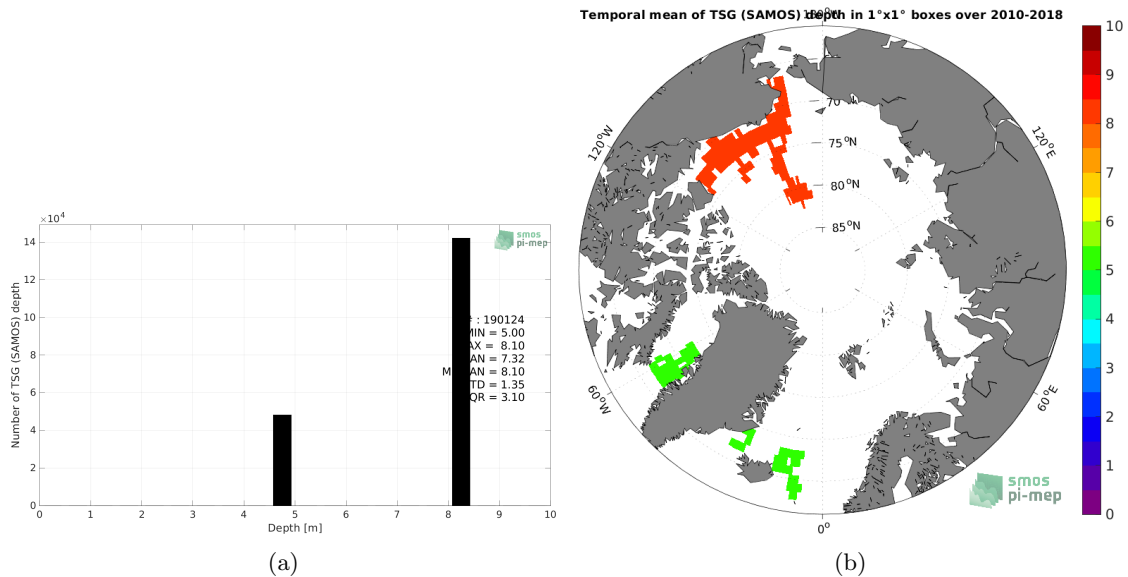 Temporal mean of TSG (SAMOS) depth in 1°x1° boxes over 2010-2018
×10⁴
14
12
10
8
6
4
2
0
Number of TSG (SAMOS) depth
smos
pi-mep
: 190124
MIN = 5.00
AX = 8.10
AN = 7.32
AN = 8.10
TD = 1.35
QR = 3.10
0 1 2 3 4 5 6 7 8 9 10
Depth [m]
(a)
120°W
60°W
0°
60°E
120°E
70
75°N
80°N
85°N
smos
pi-mep
10
9
8
7
6
5
4
3
2
1
0
(b)